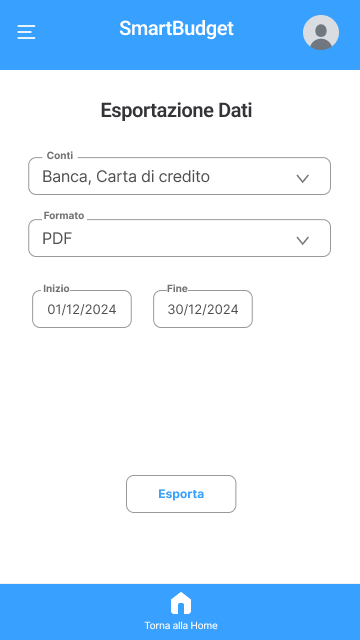 SmartBudget
Esportazione Dati
Conti
Banca, Carta di credito
Formato
PDF
Inizio
Fine
01/12/2024
30/12/2024
Esporta
Torna alla Home